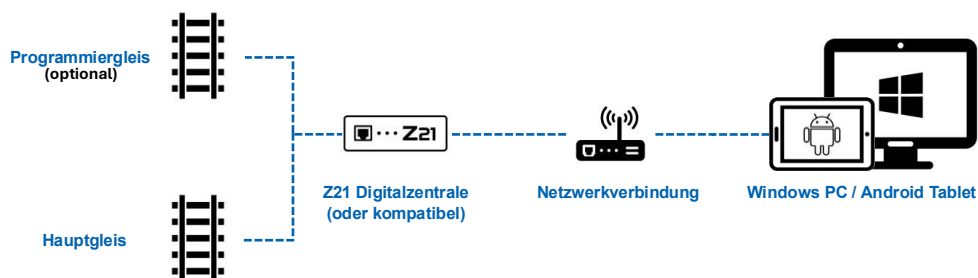 Programmiergleis
(optional)
Z21
Z21 Digitalzentrale
(oder kompatibel)
Netzwerkverbindung
Windows PC / Android Tablet
Hauptgleis